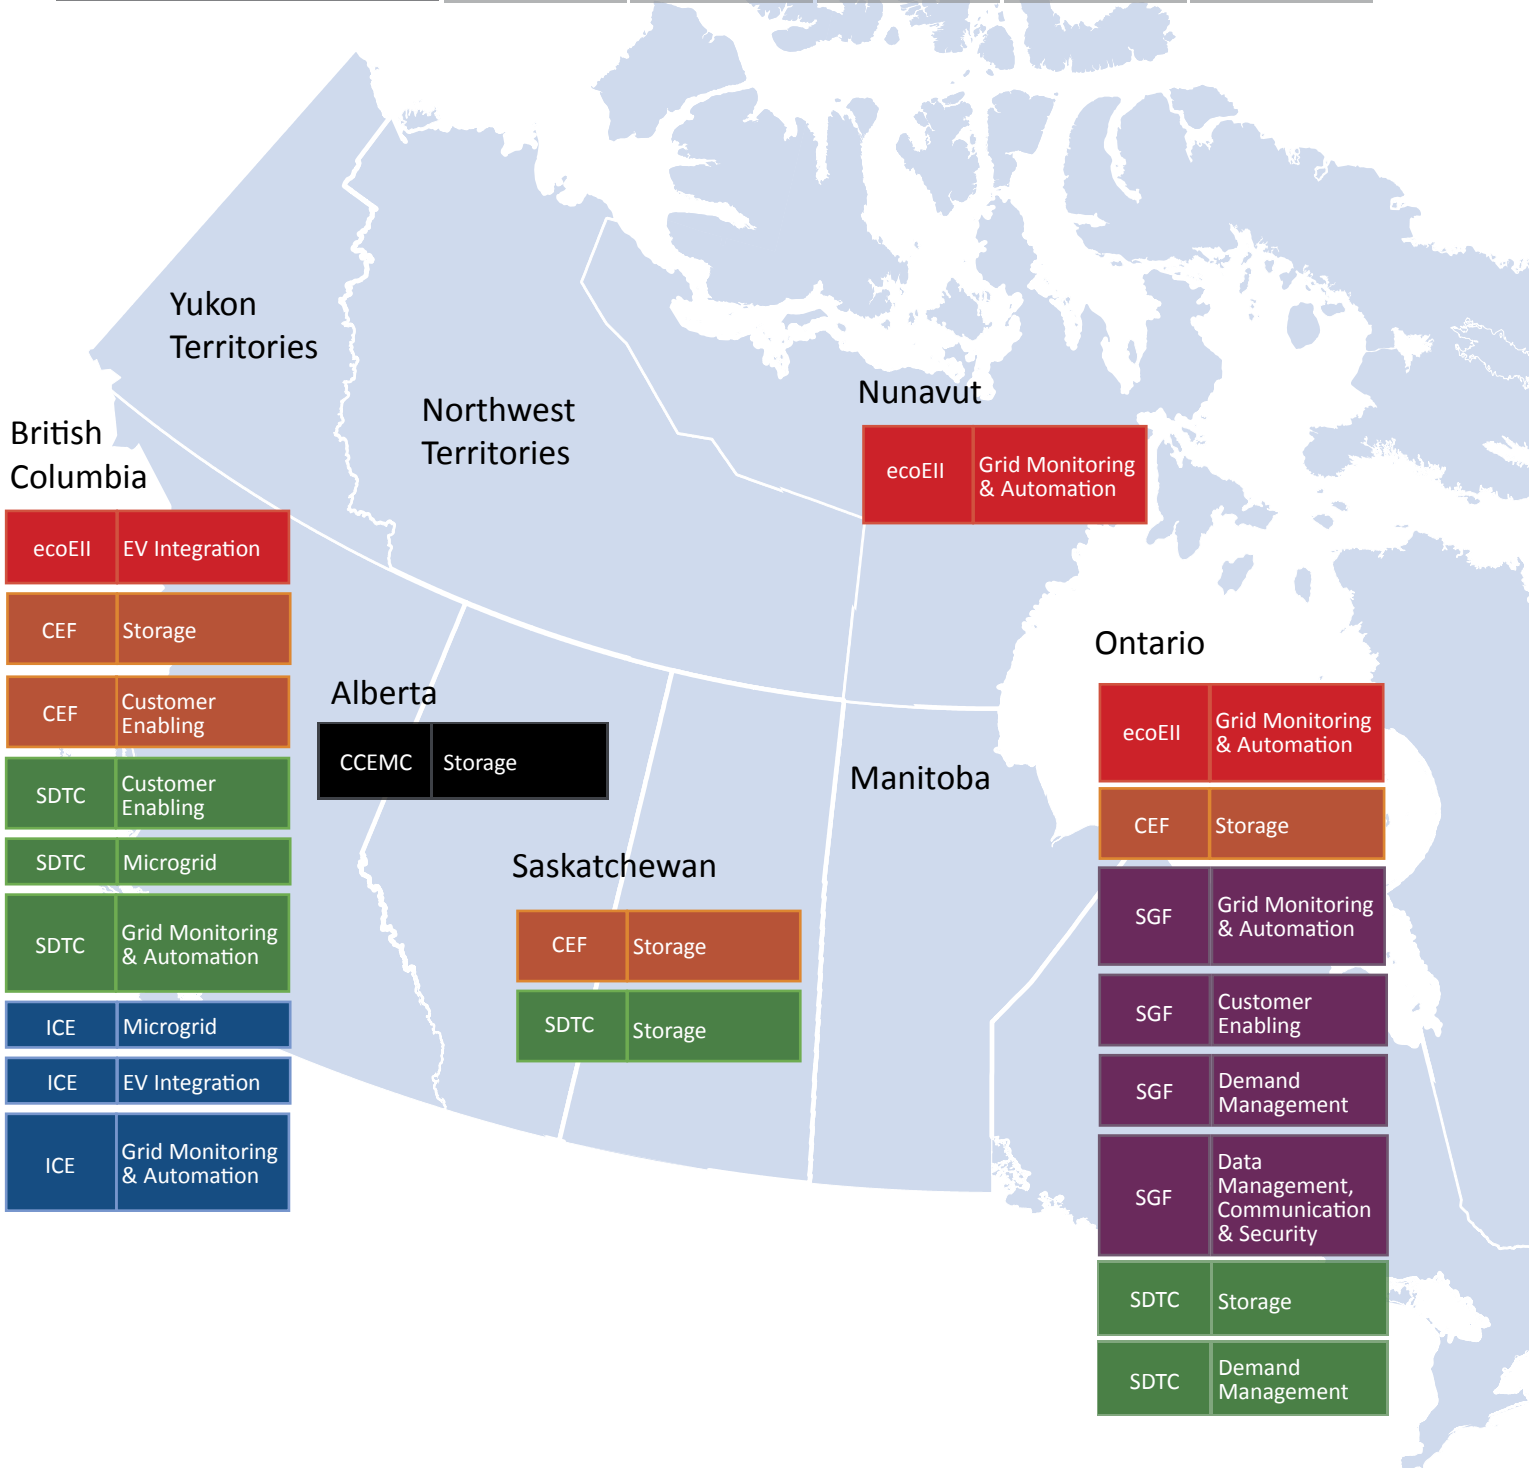 Yukon
Territories
Northwest
Territories
Nunavut
ecoEII Grid Monitoring
& Automation
British
Columbia
ecoEII EV Integration
CEF Storage
CEF Customer
Enabling
SDTC Customer
Enabling
SDTC Microgrid
SDTC Grid Monitoring
& Automation
ICE Microgrid
ICE EV Integration
ICE Grid Monitoring
& Automation
Alberta
CCEMC Storage
Saskatchewan
CEF Storage
SDTC Storage
Manitoba
Ontario
ecoEII Grid Monitoring
& Automation
CEF Storage
SGF Grid Monitoring
& Automation
SGF Customer
Enabling
SGF Demand
Management
SGF Data
Management,
Communication
& Security
SDTC Storage
SDTC Demand
Management